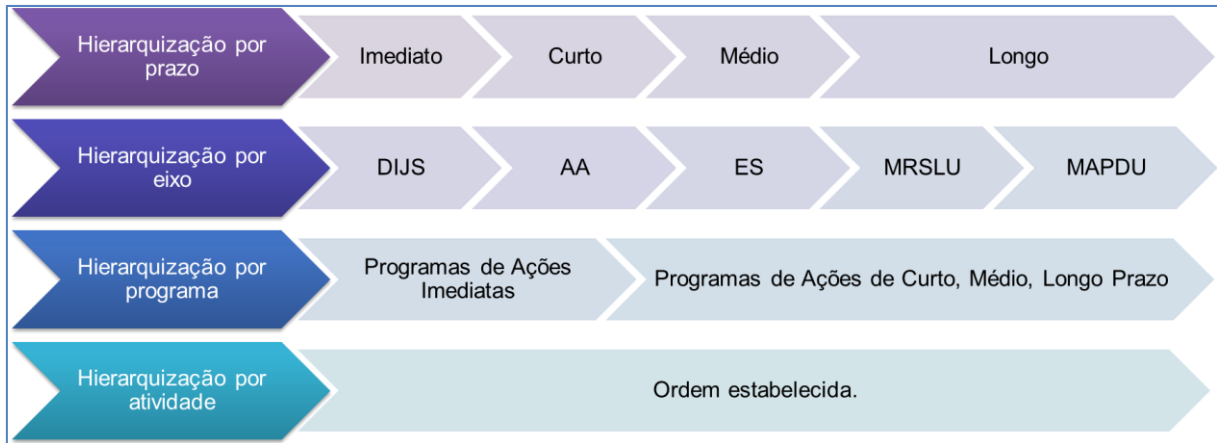 Hierarquização por
prazo
Imediato
Curto
Médio
Longo
Hierarquização por
eixo
DIJS
AA
ES
MRSLU
MAPDU
Hierarquização por
programa
Programas de Ações
Imediatas
Programas de Ações de Curto, Médio, Longo Prazo
Hierarquização por
atividade
Ordem estabelecida.